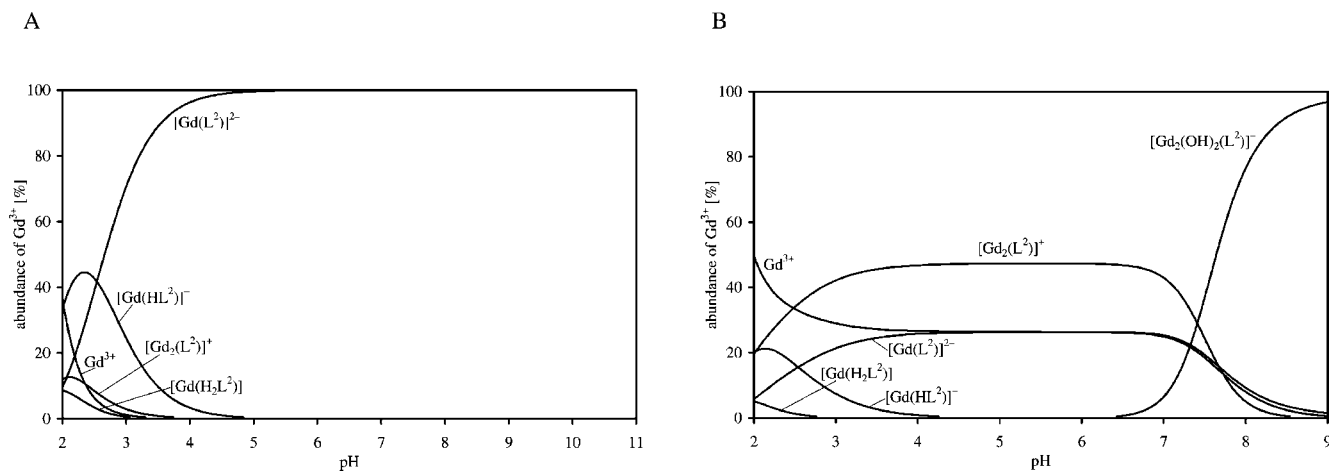 A
B
abundance of Gd³⁺ [%]
100
80
60
40
20
0
[Gd(L²)]²⁻
[Gd(HL²)]⁻
Gd³⁺
[Gd₂(L²)]⁺
[Gd(H₂L²)]
2 3 4 5 6 7 8 9 10 11
pH
abundance of Gd³⁺ [%]
100
80
60
40
20
0
[Gd₂(OH)₂(L²)]⁻
[Gd₂(L²)]⁺
Gd³⁺
[Gd(L²)]²⁻
[Gd(H₂L²)]
[Gd(HL²)]⁻
2 3 4 5 6 7 8 9
pH